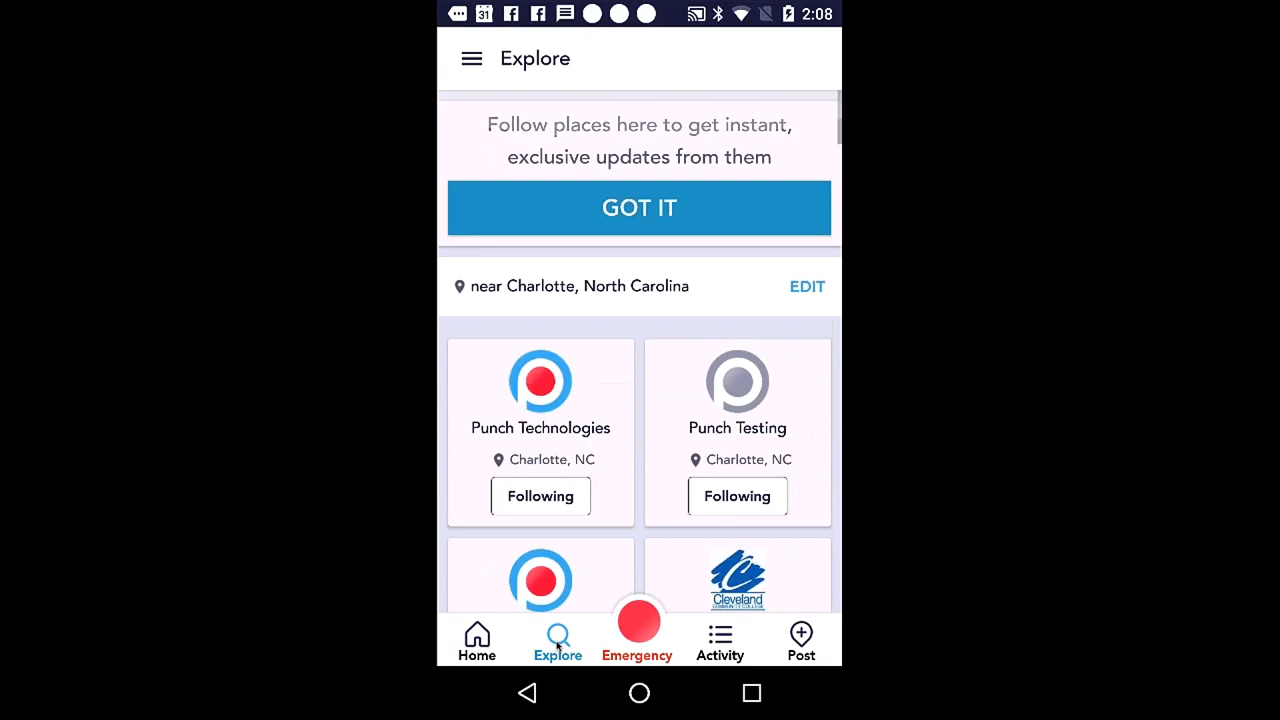 31
2:08
Explore
Follow places here to get instant,
exclusive updates from them
GOT IT
near Charlotte, North Carolina
EDIT
Punch Technologies
Punch Testing
Charlotte, NC
Charlotte, NC
Following
Following
Cleveland
COMMUNITY COLLEGE
Home
Explore
Emergency
Activity
Post